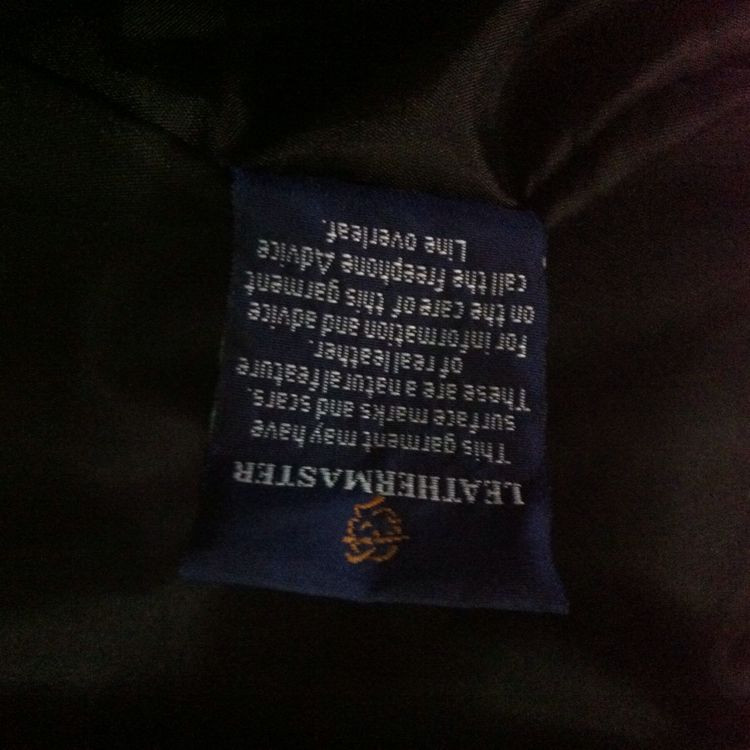 LEATHERMASTER
This garment may have
surface marks and scars.
These are a natural feature
of real leather.
For information and advice
on the care of this garment
call the freephone Advice
Line overleaf.